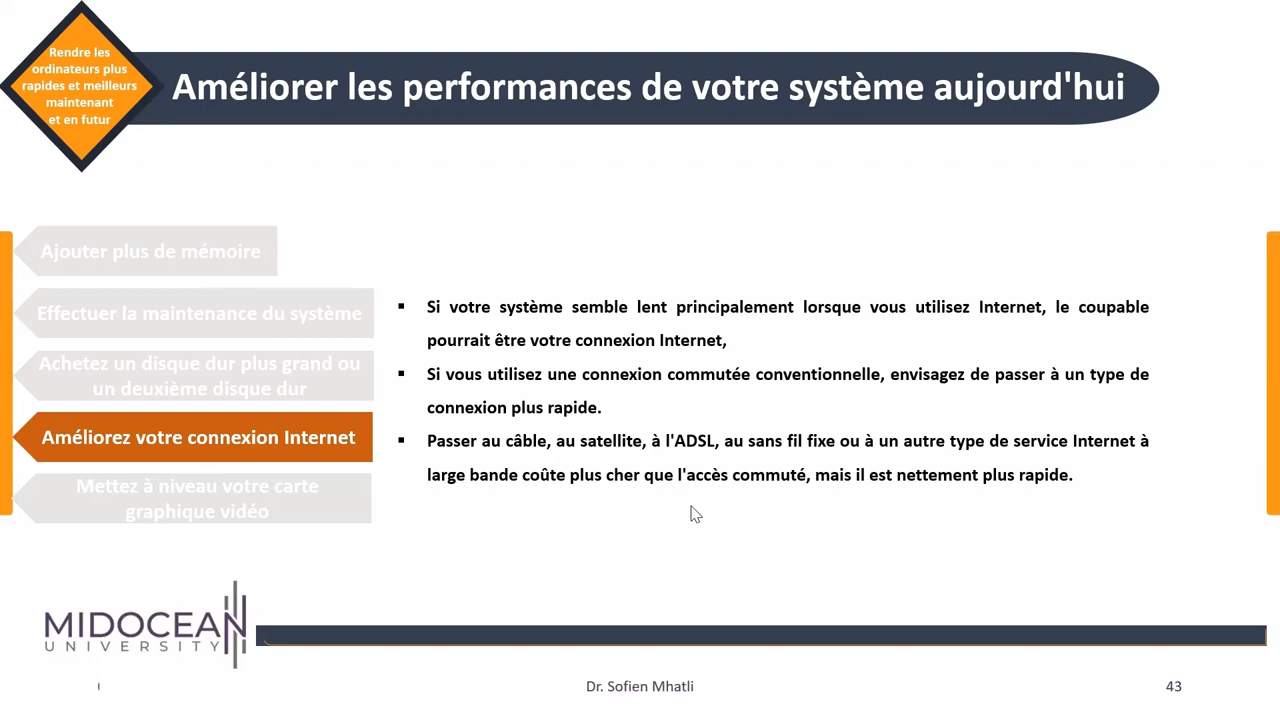 Rendre les
ordinateurs plus
rapides et meilleurs
maintenant
et en futur
Améliorer les performances de votre système aujourd'hui
Ajouter plus de mémoire
Effectuer la maintenance du système
Achetez un disque dur plus grand ou
un deuxième disque dur
Améliorez votre connexion Internet
Mettez à niveau votre carte
graphique vidéo
▪ Si votre système semble lent principalement lorsque vous utilisez Internet, le coupable
pourrait être votre connexion Internet,
▪ Si vous utilisez une connexion commutée conventionnelle, envisagez de passer à un type de
connexion plus rapide.
▪ Passer au câble, au satellite, à l'ADSL, au sans fil fixe ou à un autre type de service Internet à
large bande coûte plus cher que l'accès commuté, mais il est nettement plus rapide.
MIDOCEAN
UNIVERSITY
Dr. Sofien Mhatli
43